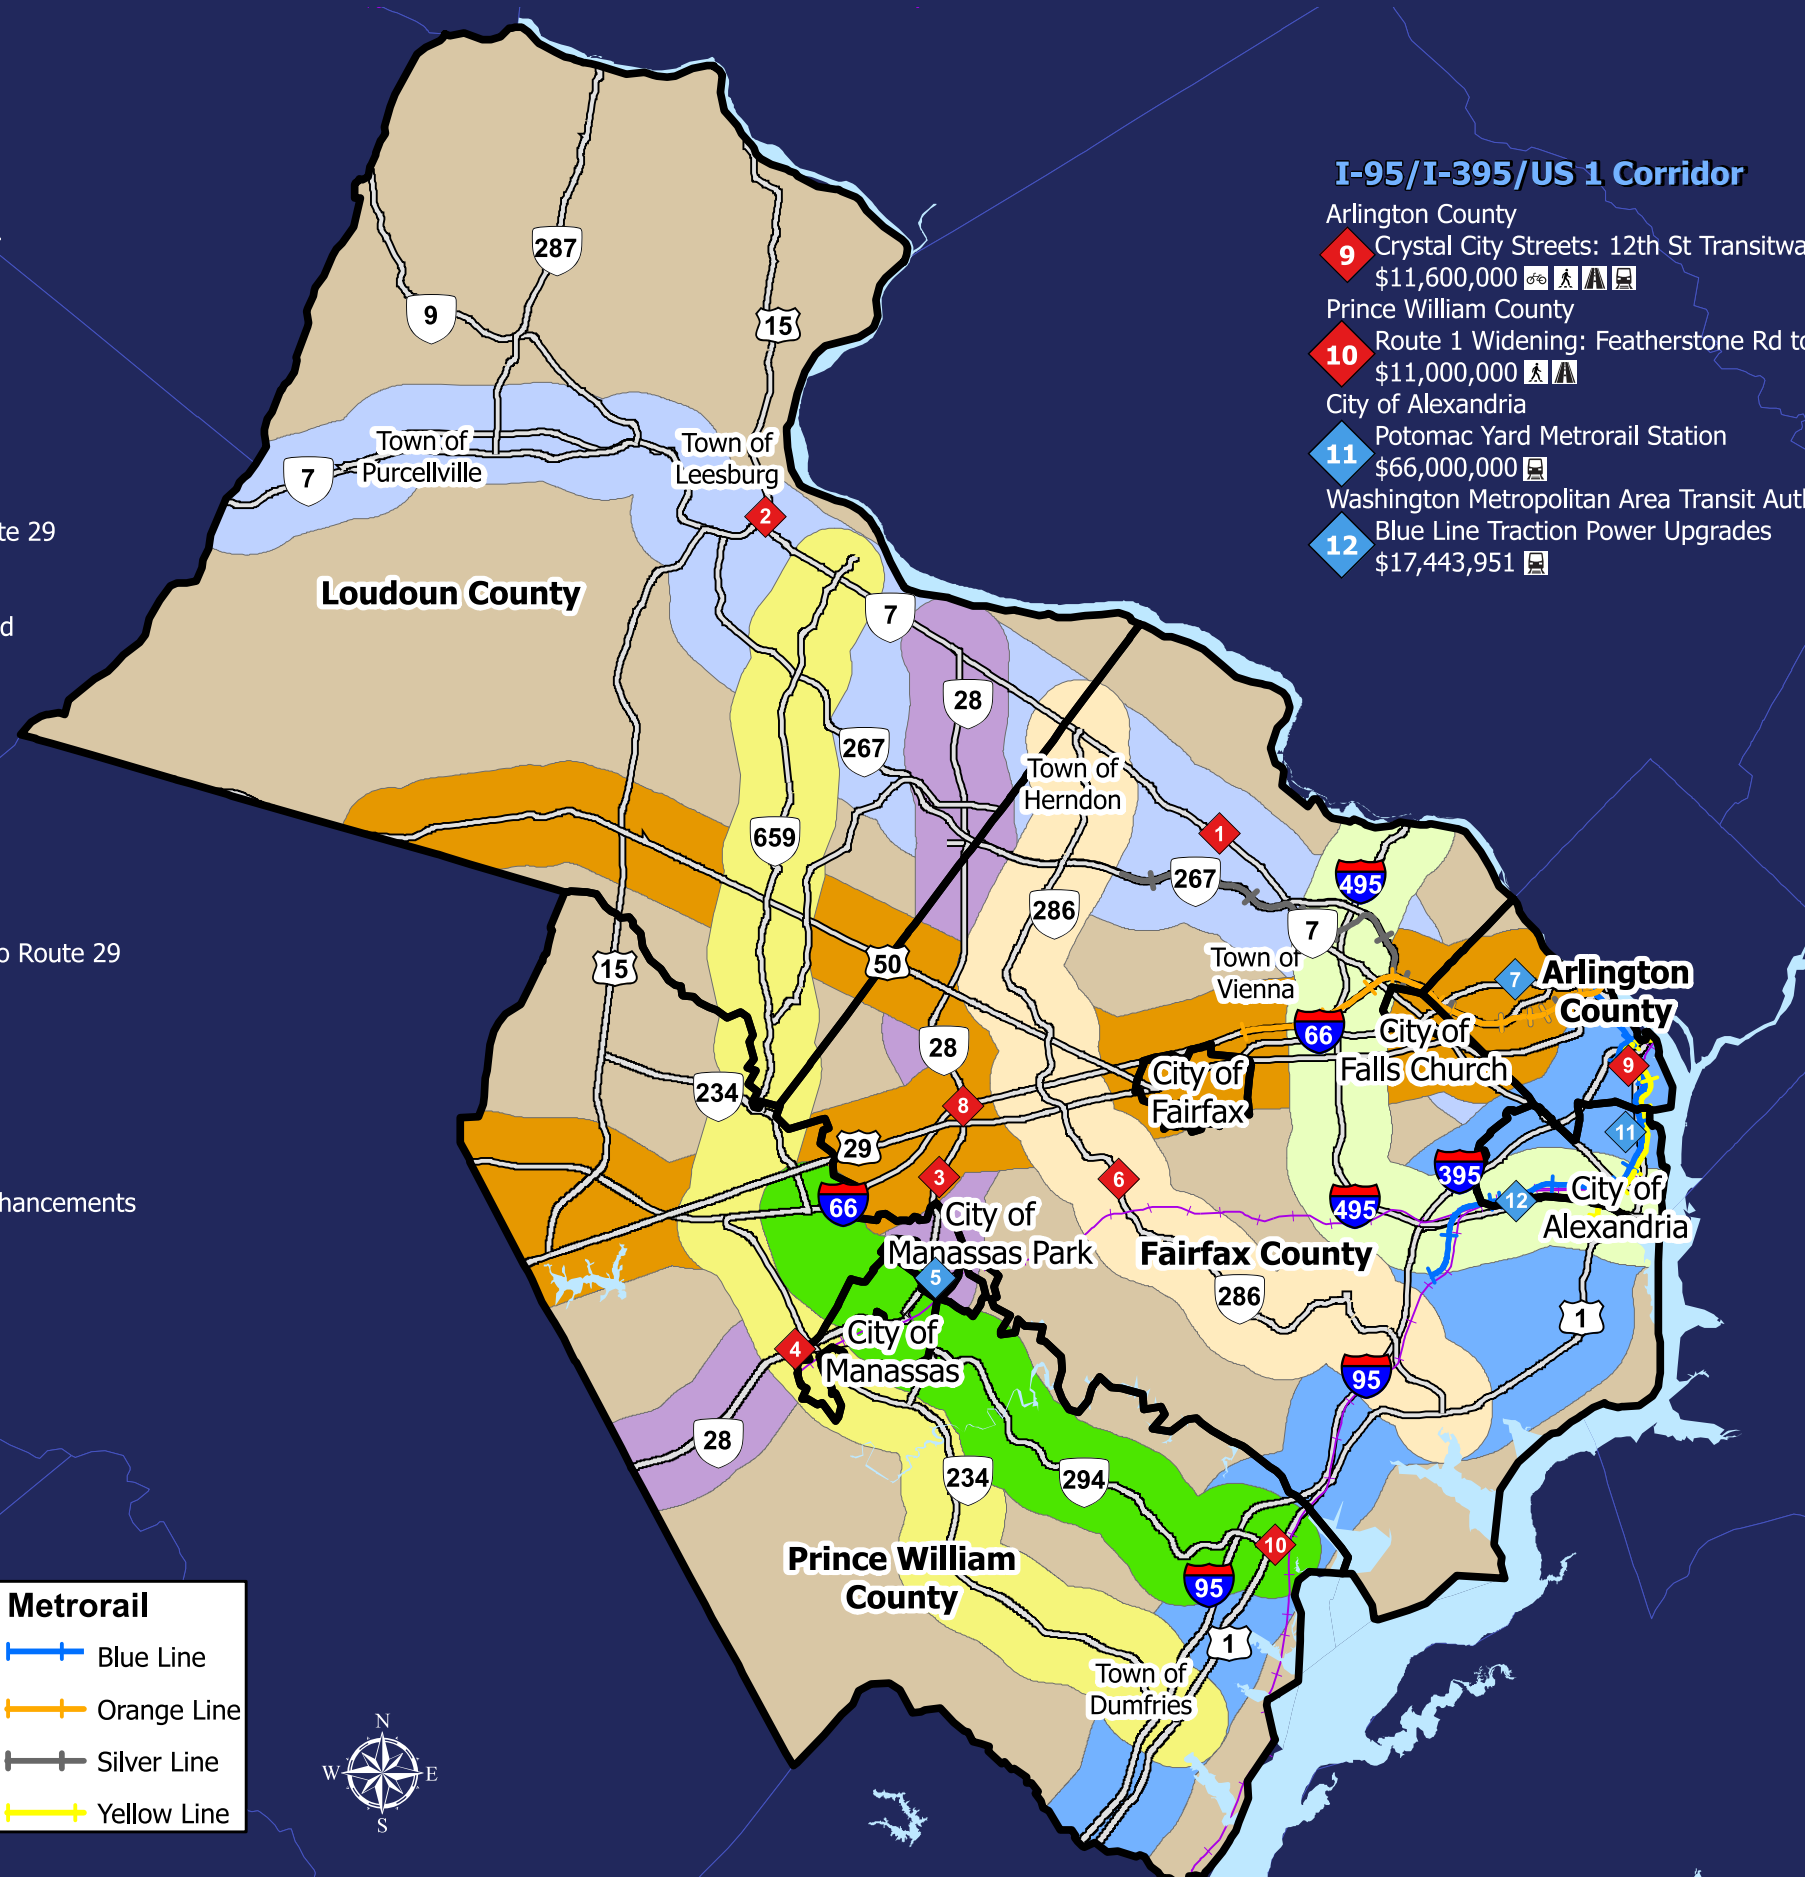 I-95/I-395/US 1 Corridor
Arlington County
9 Crystal City Streets: 12th St Transitwa
$11,600,000
Prince William County
10 Route 1 Widening: Featherstone Rd to
$11,000,000
City of Alexandria
11 Potomac Yard Metrorail Station
$66,000,000
Washington Metropolitan Area Transit Aut
12 Blue Line Traction Power Upgrades
$17,443,951
te 29
d
o Route 29
hancements
287
9
15
Town of
Purcellville
Town of
Leesburg
7
2
Loudoun County
7
28
267
Town of
Herndon
659
1
495
267
286
7
50
15
Town of
Vienna
7
Arlington
County
66
City of
Falls Church
28
234
City of
Fairfax
9
8
29
11
3
6
395
66
495
12
City of
Alexandria
City of
Manassas Park
Fairfax County
5
286
1
City of
Manassas
4
95
28
234
294
10
Prince William
County
95
1
Town of
Dumfries
Metrorail
Blue Line
Orange Line
Silver Line
Yellow Line
N
W E
S